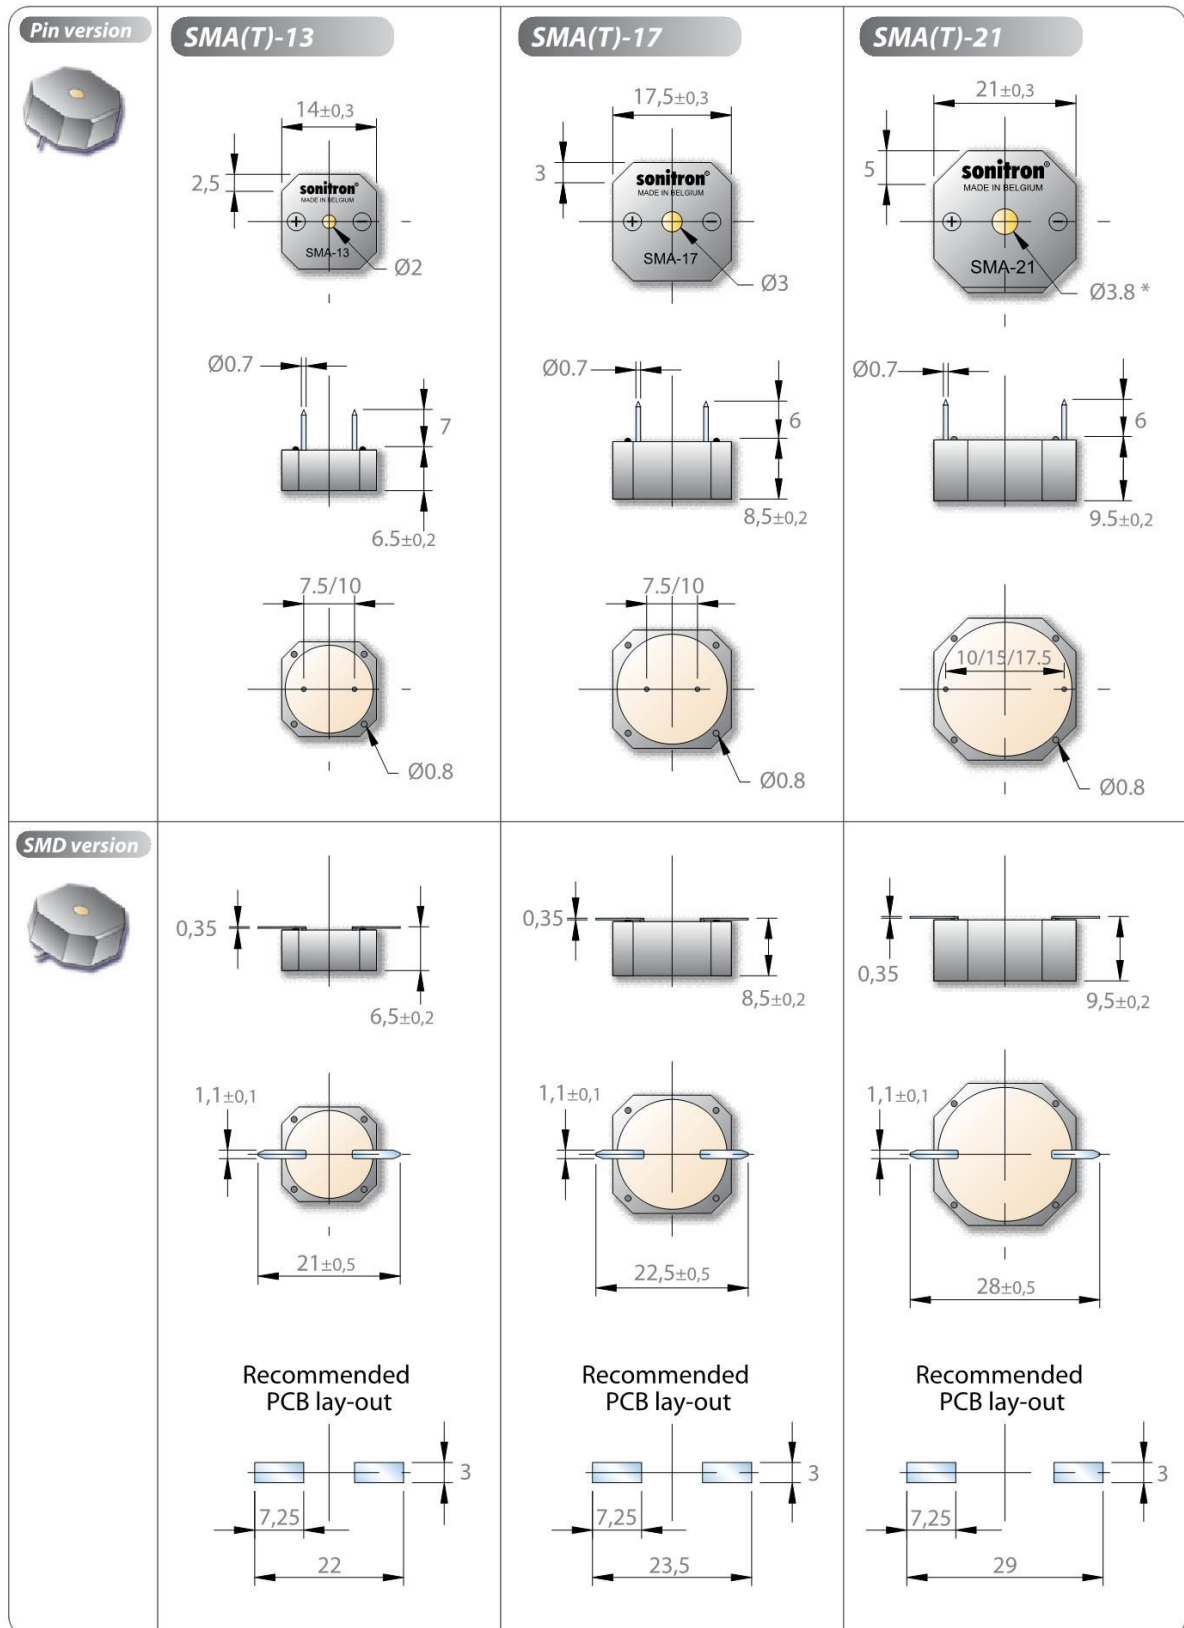 Pin version
SMA(T)-13
14±0,3
2,5
sonitron®
MADE IN BELGIUM
+
−
SMA-13
Ø2
Ø0.7
7
6.5±0,2
7.5/10
Ø0.8
SMA(T)-17
17,5±0,3
3
sonitron®
MADE IN BELGIUM
+
−
SMA-17
Ø3
Ø0.7
6
8,5±0,2
7.5/10
Ø0.8
SMA(T)-21
21±0,3
5
sonitron®
MADE IN BELGIUM
+
−
SMA-21
Ø3.8 *
Ø0.7
6
9.5±0,2
10/15/17.5
Ø0.8
SMD version
0,35
6,5±0,2
1,1±0,1
21±0,5
Recommended
PCB lay-out
3
7,25
22
0,35
8,5±0,2
1,1±0,1
22,5±0,5
Recommended
PCB lay-out
3
7,25
23,5
0,35
9,5±0,2
1,1±0,1
28±0,5
Recommended
PCB lay-out
3
7,25
29